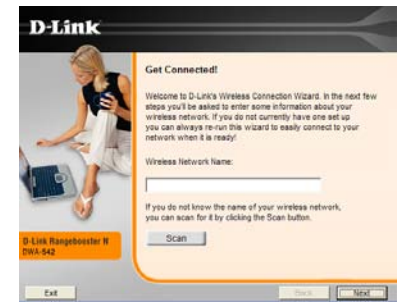 D-Link
Get Connected!
Welcome to D-Link's Wireless Connection Wizard. In the next few
steps you'll be asked to enter some information about your
wireless network. If you do not currently have one set up
you can always re-run this wizard to easily connect to your
network when it is ready!
Wireless Network Name:
If you do not know the name of your wireless network,
you can scan for it by clicking the Scan button.
Scan
D-Link Rangebooster N
DWA-542
Exit
Back
Next